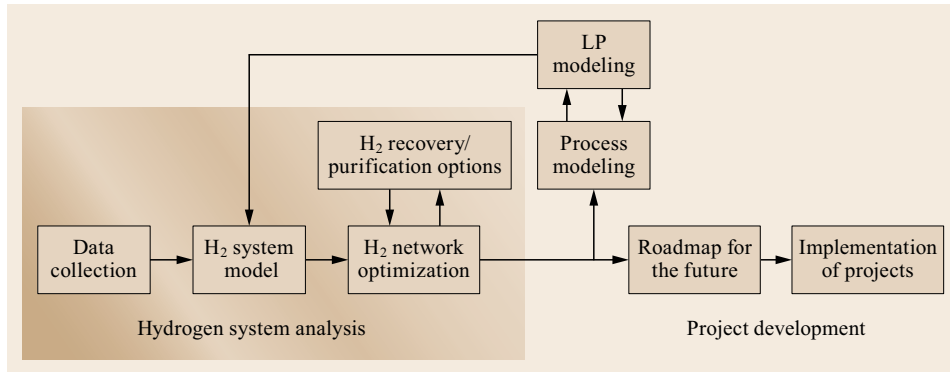 LP
modeling
H₂ recovery/
purification options
Process
modeling
Data
collection
H₂ system
model
H₂ network
optimization
Roadmap for
the future
Implementation
of projects
Hydrogen system analysis
Project development